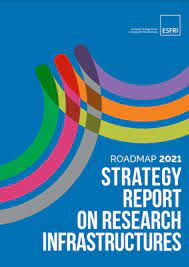 ESFRI
ROADMAP 2021
STRATEGY
REPORT
ON RESEARCH
INFRASTRUCTURES